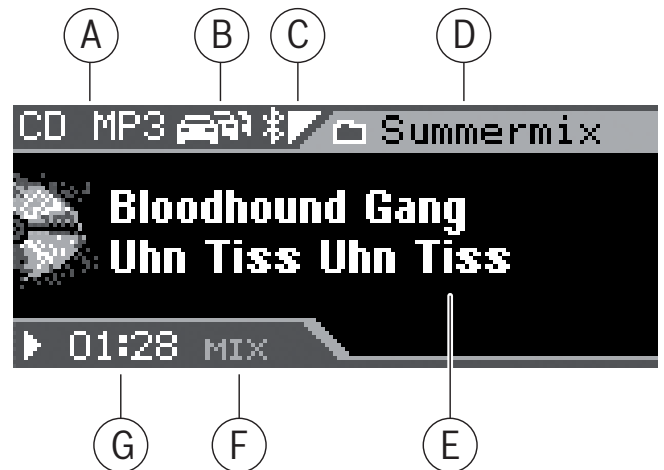 A B C D
CD MP3 Summermix
Bloodhound Gang
Uhn Tiss Uhn Tiss
01:28 MIX
G F E